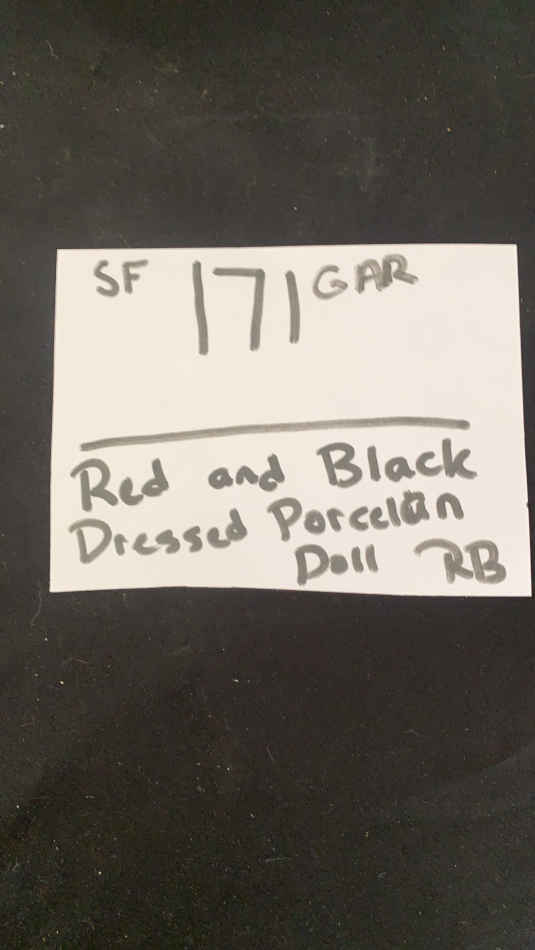 SF 171 GAR
Red and Black
Dressed Porcelain
Doll RB